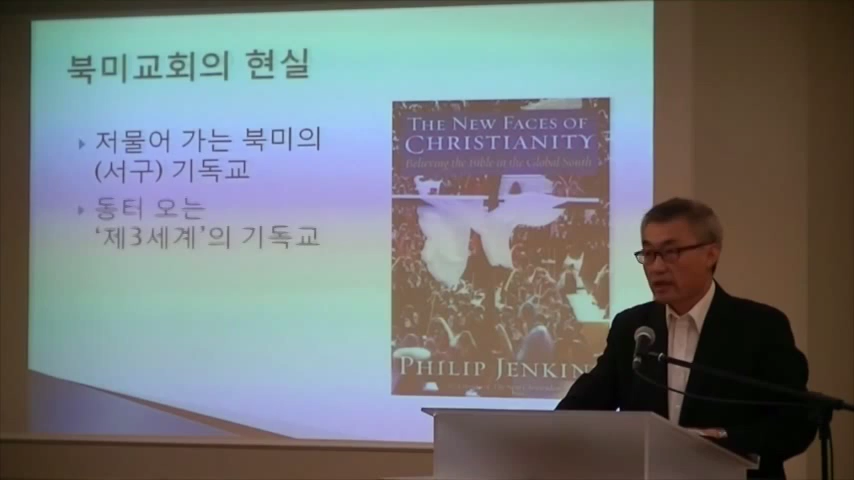 북미교회의 현실
저물어 가는 북미의
(서구) 기독교
동터 오는
‘제3세계’의 기독교
THE NEW FACES OF
CHRISTIANITY
Believing the Bible in the Global South
PHILIP JENKIN